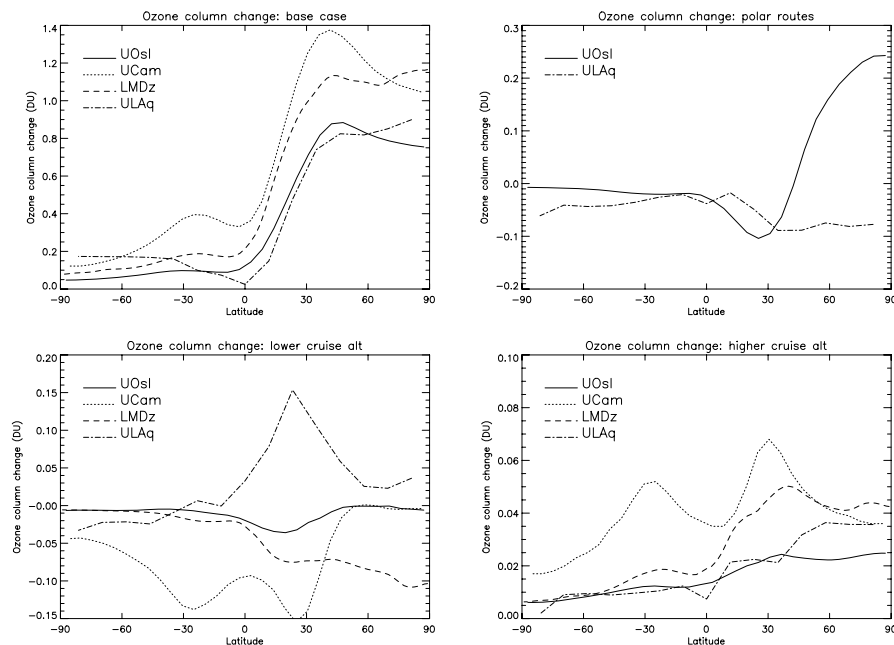 Ozone column change: base case
1.4
1.2
1.0
0.8
0.6
0.4
0.2
0.0
Ozone column change (DU)
UOsl
UCam
LMDz
ULAq
−90 −60 −30 0 30 60 90
Latitude
Ozone column change: polar routes
0.3
0.2
0.1
0.0
−0.1
−0.2
Ozone column change (DU)
UOsl
ULAq
−90 −60 −30 0 30 60 90
Latitude
Ozone column change: lower cruise alt
0.20
0.15
0.10
0.05
−0.00
−0.05
−0.10
−0.15
Ozone column change (DU)
UOsl
UCam
LMDz
ULAq
−90 −60 −30 0 30 60 90
Latitude
Ozone column change: higher cruise alt
0.10
0.08
0.06
0.04
0.02
0.00
Ozone column change (DU)
UOsl
UCam
LMDz
ULAq
−90 −60 −30 0 30 60 90
Latitude